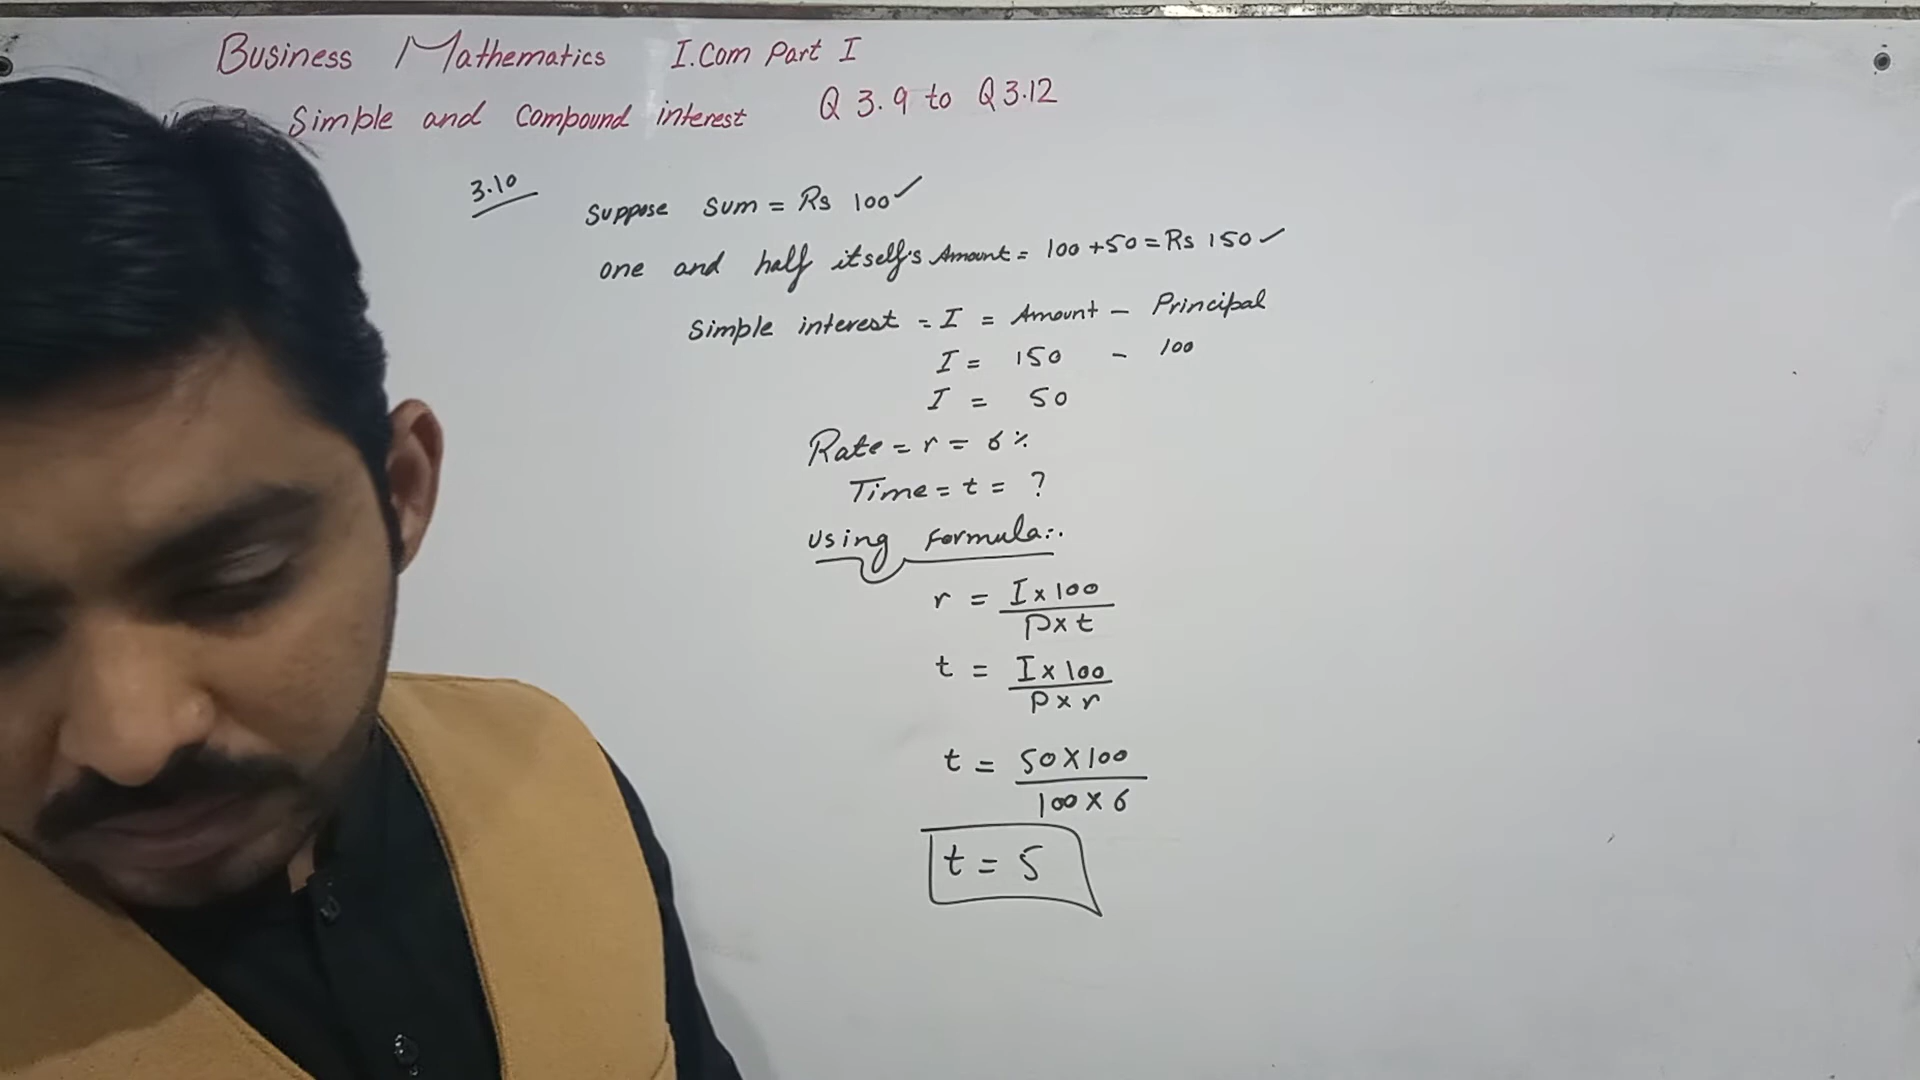 Business Mathematics I.Com Part I
Simple and Compound interest Q 3.9 to Q 3.12
3.10
Suppose Sum = Rs 100 ✓
one and half itself's Amount = 100 + 50 = Rs 150 ✓
Simple interest = I = Amount - Principal
I = 150 - 100
I = 50
Rate = r = 6%
Time = t = ?
Using Formula:.
r = I x 100 / P x t
t = I x 100 / P x r
t = 50 X 100 / 100 X 6
t = 5